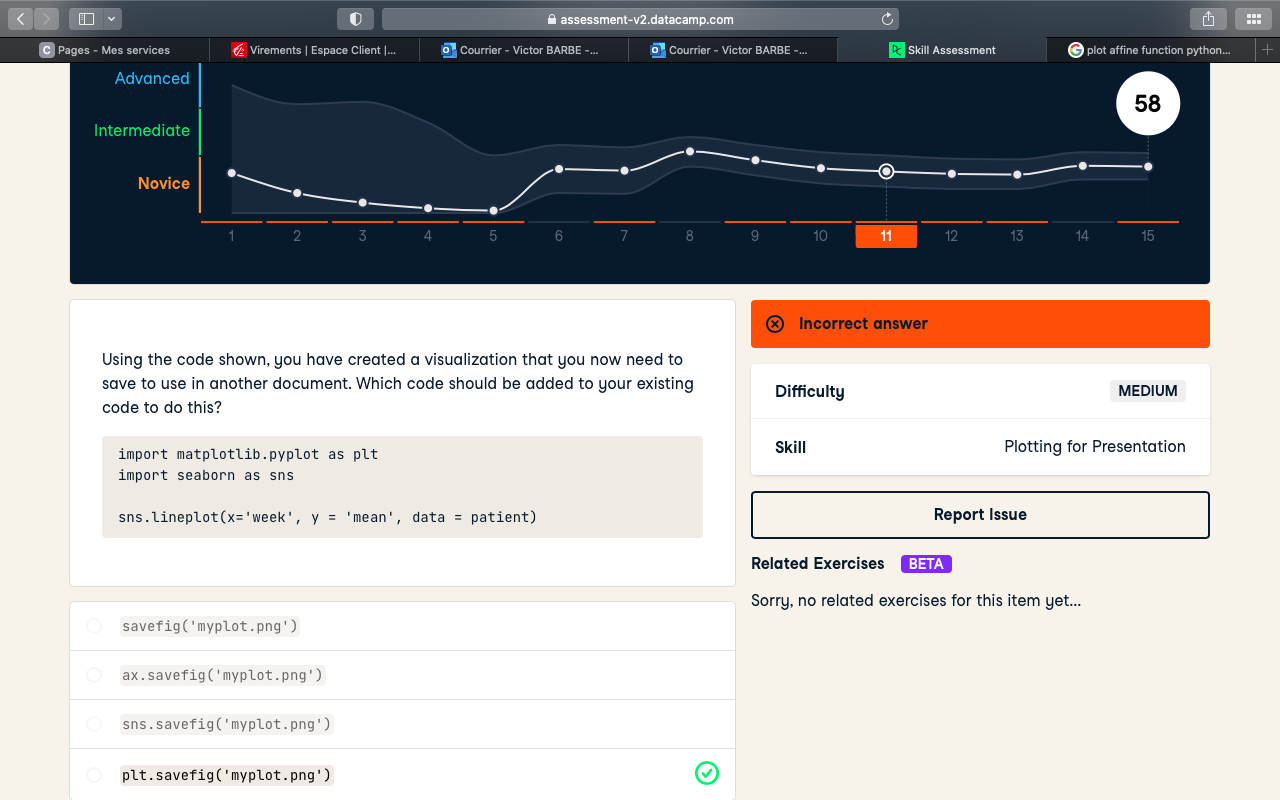 assessment-v2.datacamp.com
C Pages - Mes services
Virements | Espace Client |...
Courrier - Victor BARBE -...
Courrier - Victor BARBE -...
Skill Assessment
plot affine function python...
Advanced
58
Intermediate
Novice
1 2 3 4 5 6 7 8 9 10 11 12 13 14 15
Using the code shown, you have created a visualization that you now need to
save to use in another document. Which code should be added to your existing
code to do this?
import matplotlib.pyplot as plt
import seaborn as sns
sns.lineplot(x='week', y = 'mean', data = patient)
savefig('myplot.png')
ax.savefig('myplot.png')
sns.savefig('myplot.png')
plt.savefig('myplot.png')
Incorrect answer
Difficulty MEDIUM
Skill Plotting for Presentation
Report Issue
Related Exercises BETA
Sorry, no related exercises for this item yet...